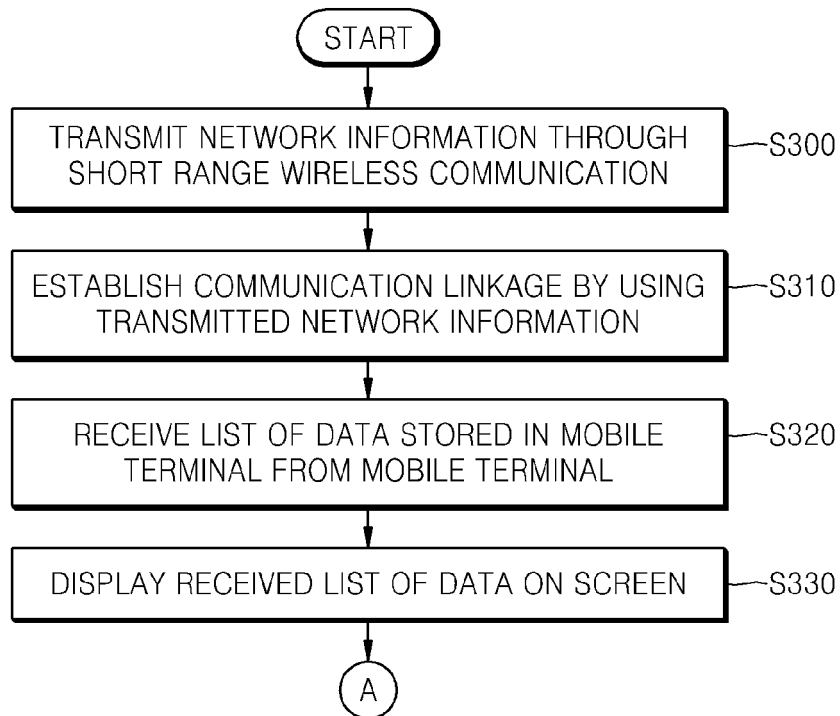 START
TRANSMIT NETWORK INFORMATION THROUGH
SHORT RANGE WIRELESS COMMUNICATION
S300
ESTABLISH COMMUNICATION LINKAGE BY USING
TRANSMITTED NETWORK INFORMATION
S310
RECEIVE LIST OF DATA STORED IN MOBILE
TERMINAL FROM MOBILE TERMINAL
S320
DISPLAY RECEIVED LIST OF DATA ON SCREEN
S330
A